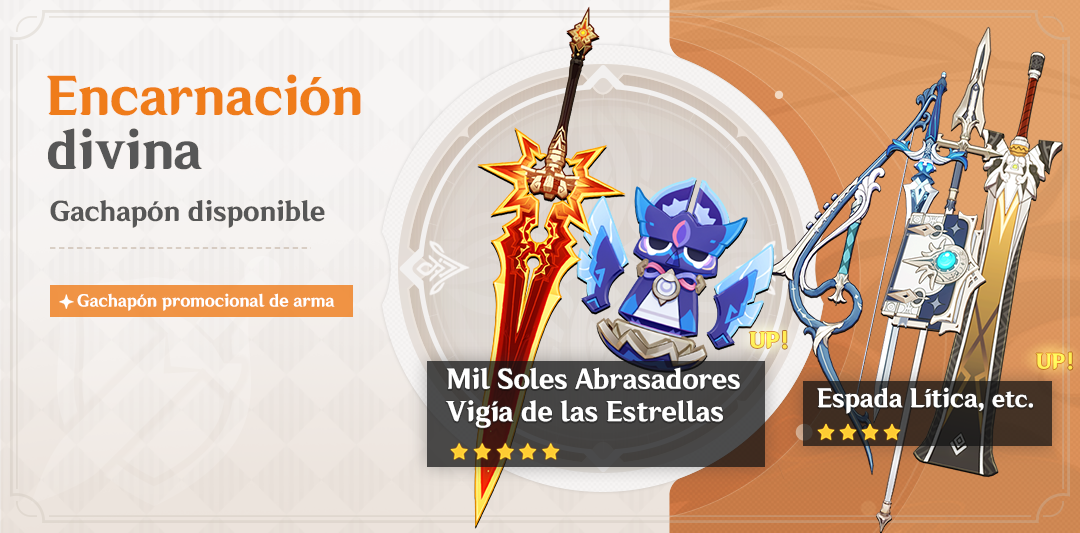 Encarnación
divina
Gachapón disponible
Gachapón promocional de arma
UP!
Mil Soles Abrasadores
Vigía de las Estrellas
UP!
Espada Lítica, etc.